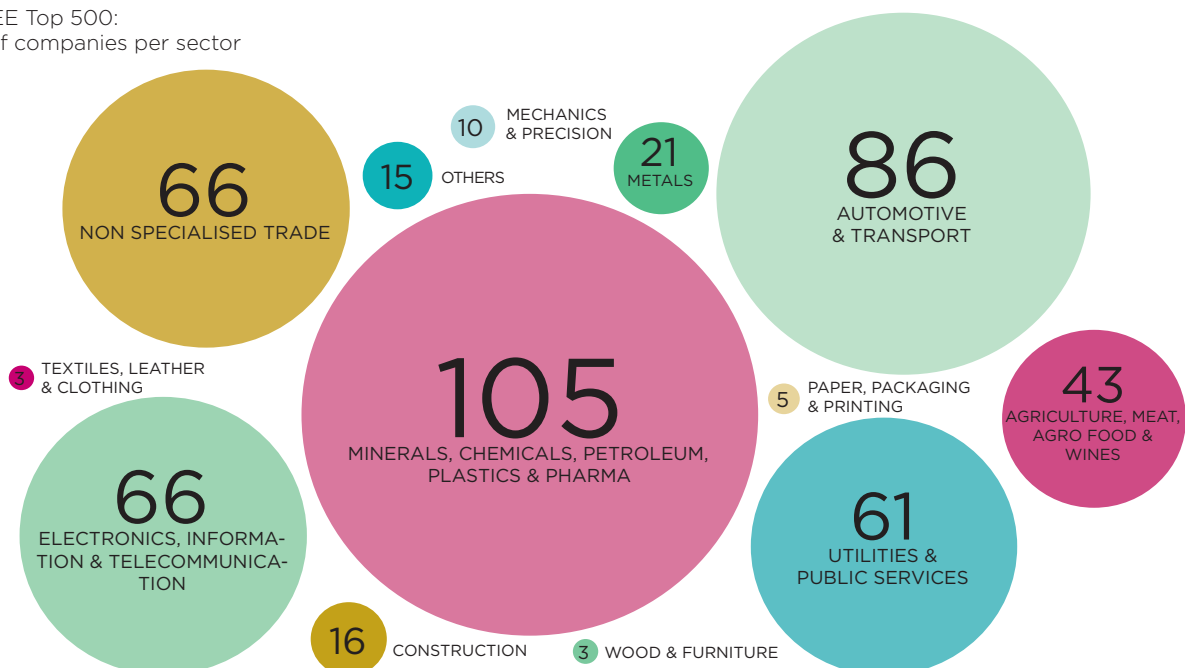 Top 500:
companies per sector
10
MECHANICS
& PRECISION
66
NON SPECIALISED TRADE
15
OTHERS
21
METALS
86
AUTOMOTIVE
& TRANSPORT
3
TEXTILES, LEATHER
& CLOTHING
105
MINERALS, CHEMICALS, PETROLEUM,
PLASTICS & PHARMA
5
PAPER, PACKAGING
& PRINTING
43
AGRICULTURE, MEAT,
AGRO FOOD &
WINES
66
ELECTRONICS, INFORMA-
TION & TELECOMMUNICA-
TION
61
UTILITIES &
PUBLIC SERVICES
16
CONSTRUCTION
3
WOOD & FURNITURE